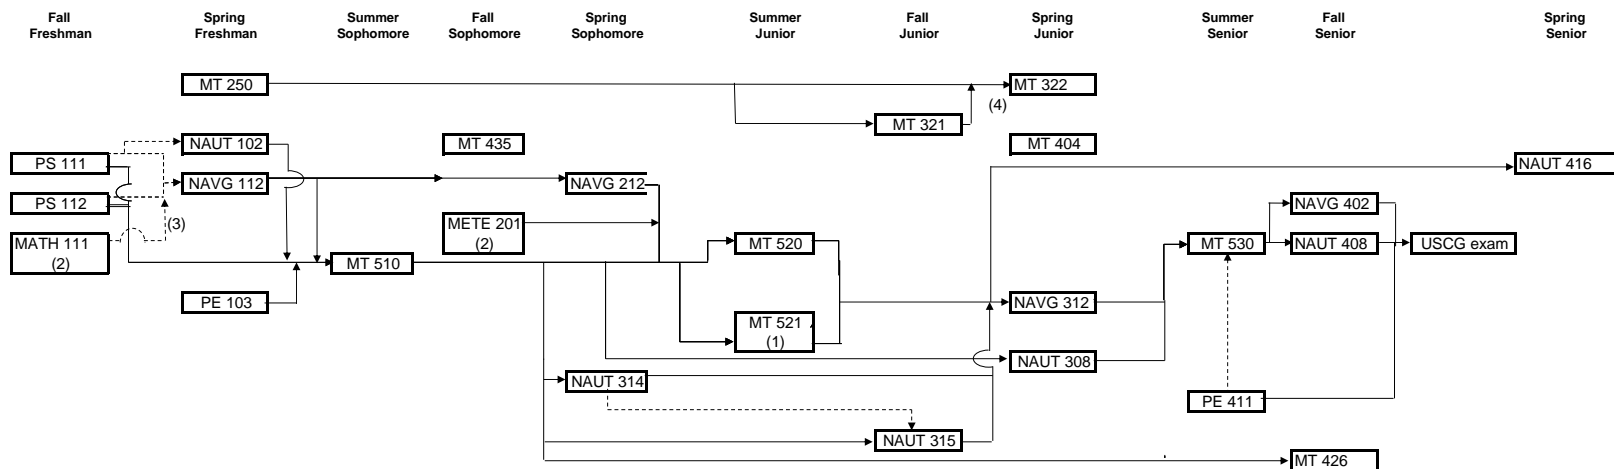 Fall Spring Summer Fall Spring Summer Fall Spring Summer Fall Spring
Freshman Freshman Sophomore Sophomore Sophomore Junior Junior Junior Senior Senior Senior
MT 250 MT 322
(4)
MT 321
NAUT 102 MT 435 MT 404
PS 111 NAUT 416
NAVG 112 NAVG 212
PS 112 NAVG 402
(3) METE 201
MATH 111 (2) MT 520 MT 530 NAUT 408 USCG exam
(2) MT 510
PE 103 NAVG 312
MT 521
(1)
NAUT 308
NAUT 314
PE 411
NAUT 315
MT 426